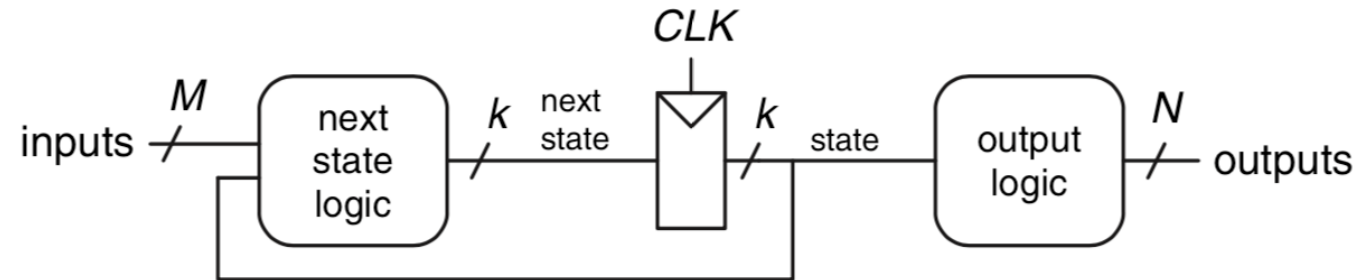 CLK
inputs
M
next
state
logic
k
next
state
k
state
output
logic
N
outputs